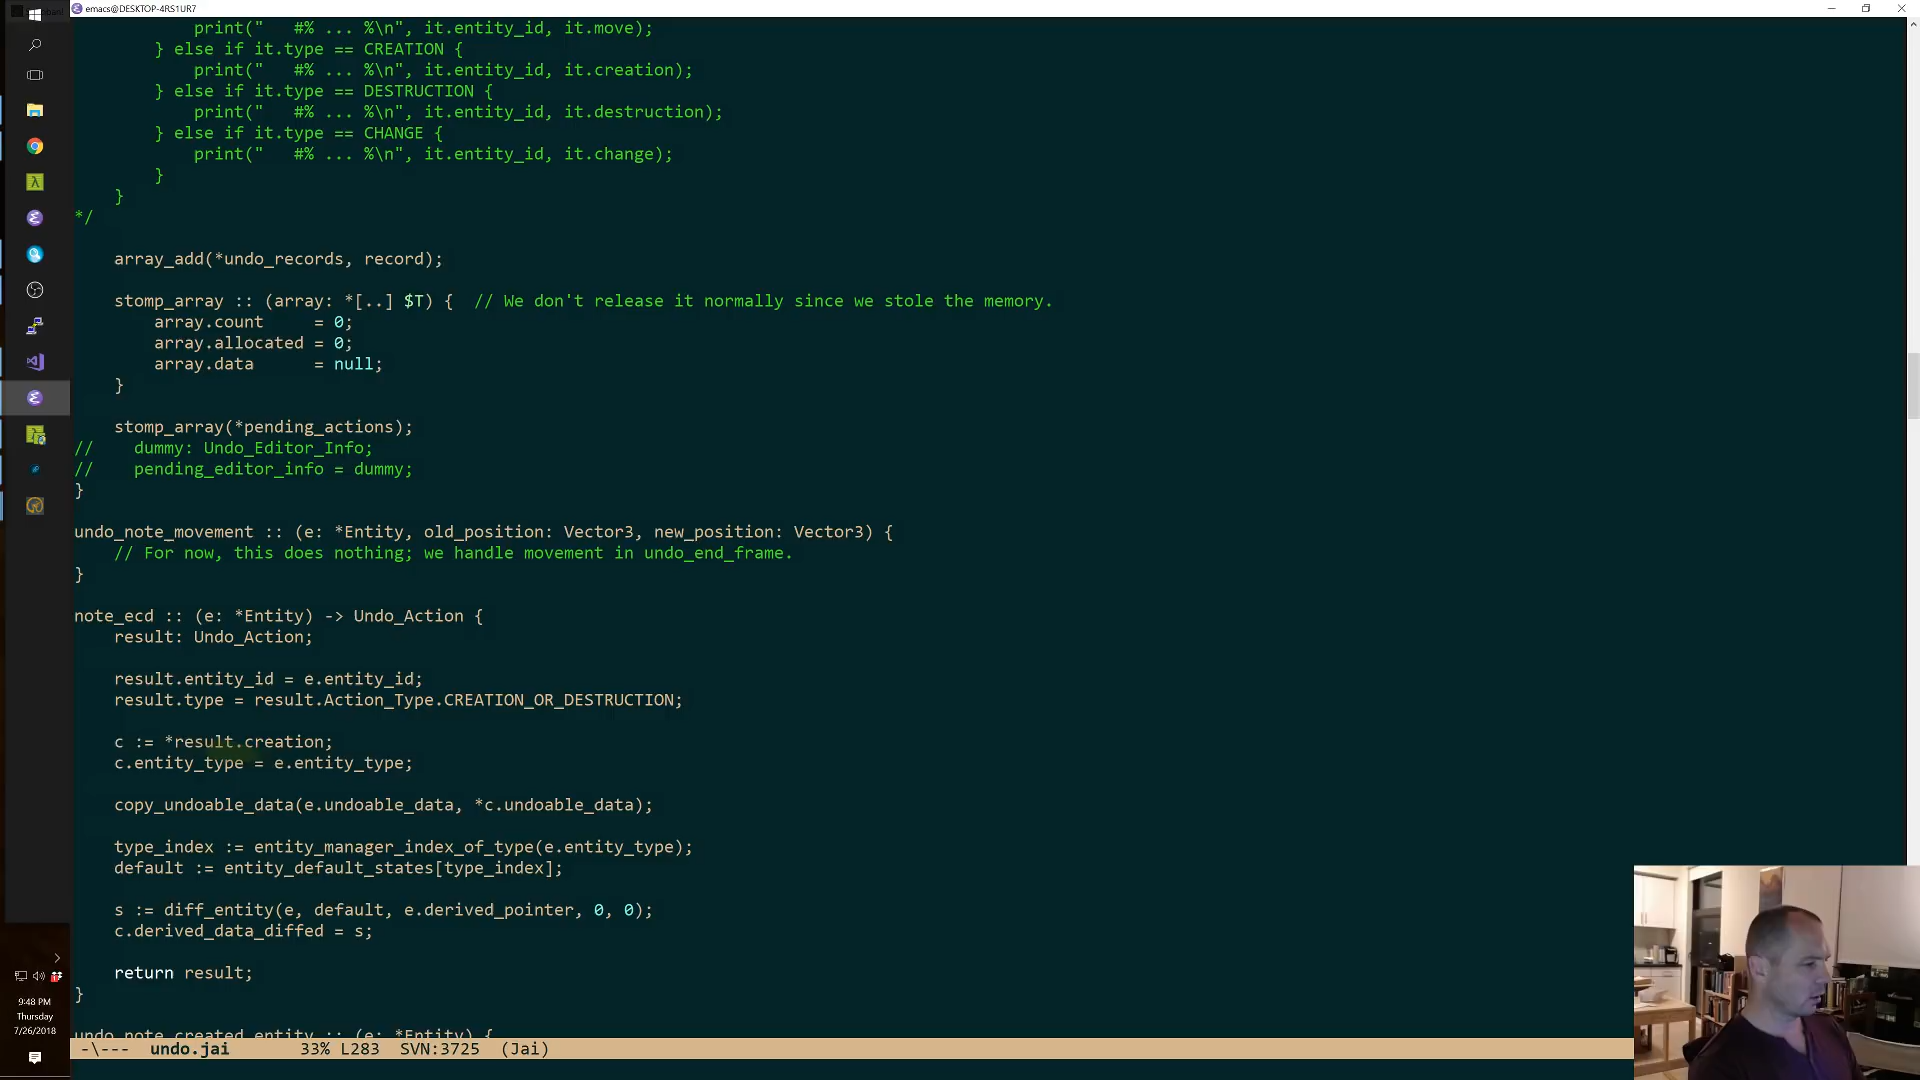 emacs@DESKTOP-4RS1UR7
print("   #% ... %\n", it.entity_id, it.move);
} else if it.type == CREATION {
print("   #% ... %\n", it.entity_id, it.creation);
} else if it.type == DESTRUCTION {
print("   #% ... %\n", it.entity_id, it.destruction);
} else if it.type == CHANGE {
print("   #% ... %\n", it.entity_id, it.change);
}
}
*/
array_add(*undo_records, record);
stomp_array :: (array: *[..] $T) {  // We don't release it normally since we stole the memory.
array.count     = 0;
array.allocated = 0;
array.data      = null;
}
stomp_array(*pending_actions);
//    dummy: Undo_Editor_Info;
//    pending_editor_info = dummy;
}
undo_note_movement :: (e: *Entity, old_position: Vector3, new_position: Vector3) {
// For now, this does nothing; we handle movement in undo_end_frame.
}
note_ecd :: (e: *Entity) -> Undo_Action {
result: Undo_Action;
result.entity_id = e.entity_id;
result.type = result.Action_Type.CREATION_OR_DESTRUCTION;
c := *result.creation;
c.entity_type = e.entity_type;
copy_undoable_data(e.undoable_data, *c.undoable_data);
type_index := entity_manager_index_of_type(e.entity_type);
default := entity_default_states[type_index];
s := diff_entity(e, default, e.derived_pointer, 0, 0);
c.derived_data_diffed = s;
return result;
}
undo_note_created_entity :: (e: *Entity) {
-\---  undo.jai       33% L283  SVN:3725  (Jai)
9:48 PM
Thursday
7/26/2018